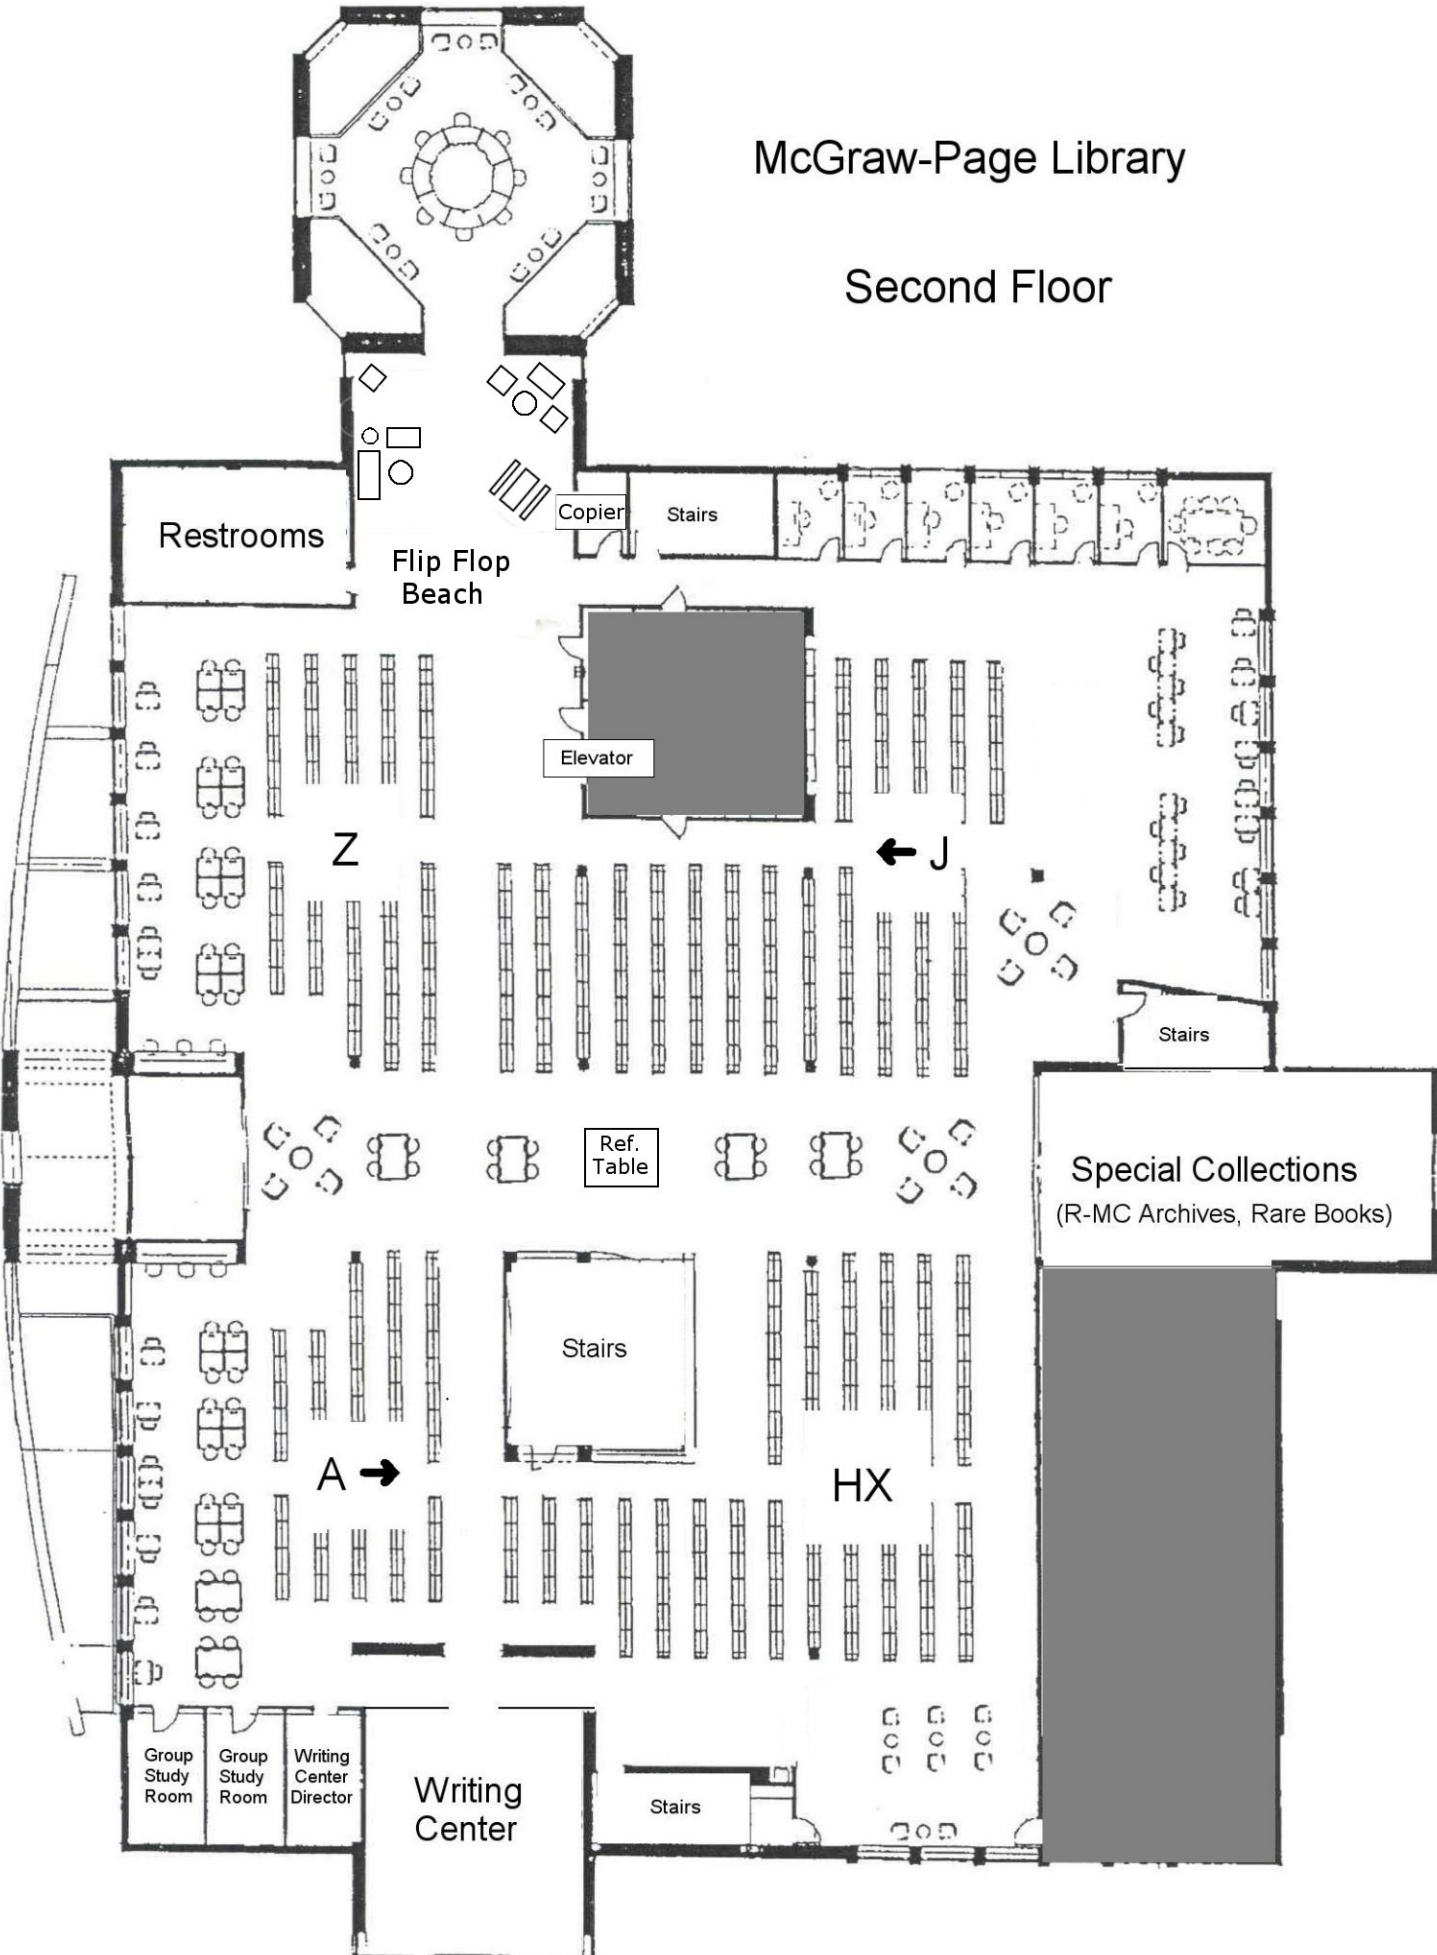 McGraw-Page Library
Second Floor
Copier
Stairs
Restrooms
Flip Flop
Beach
Elevator
Z
← J
Stairs
Ref.
Table
Special Collections
(R-MC Archives, Rare Books)
Stairs
A →
HX
Group
Study
Room
Group
Study
Room
Writing
Center
Director
Writing
Center
Stairs